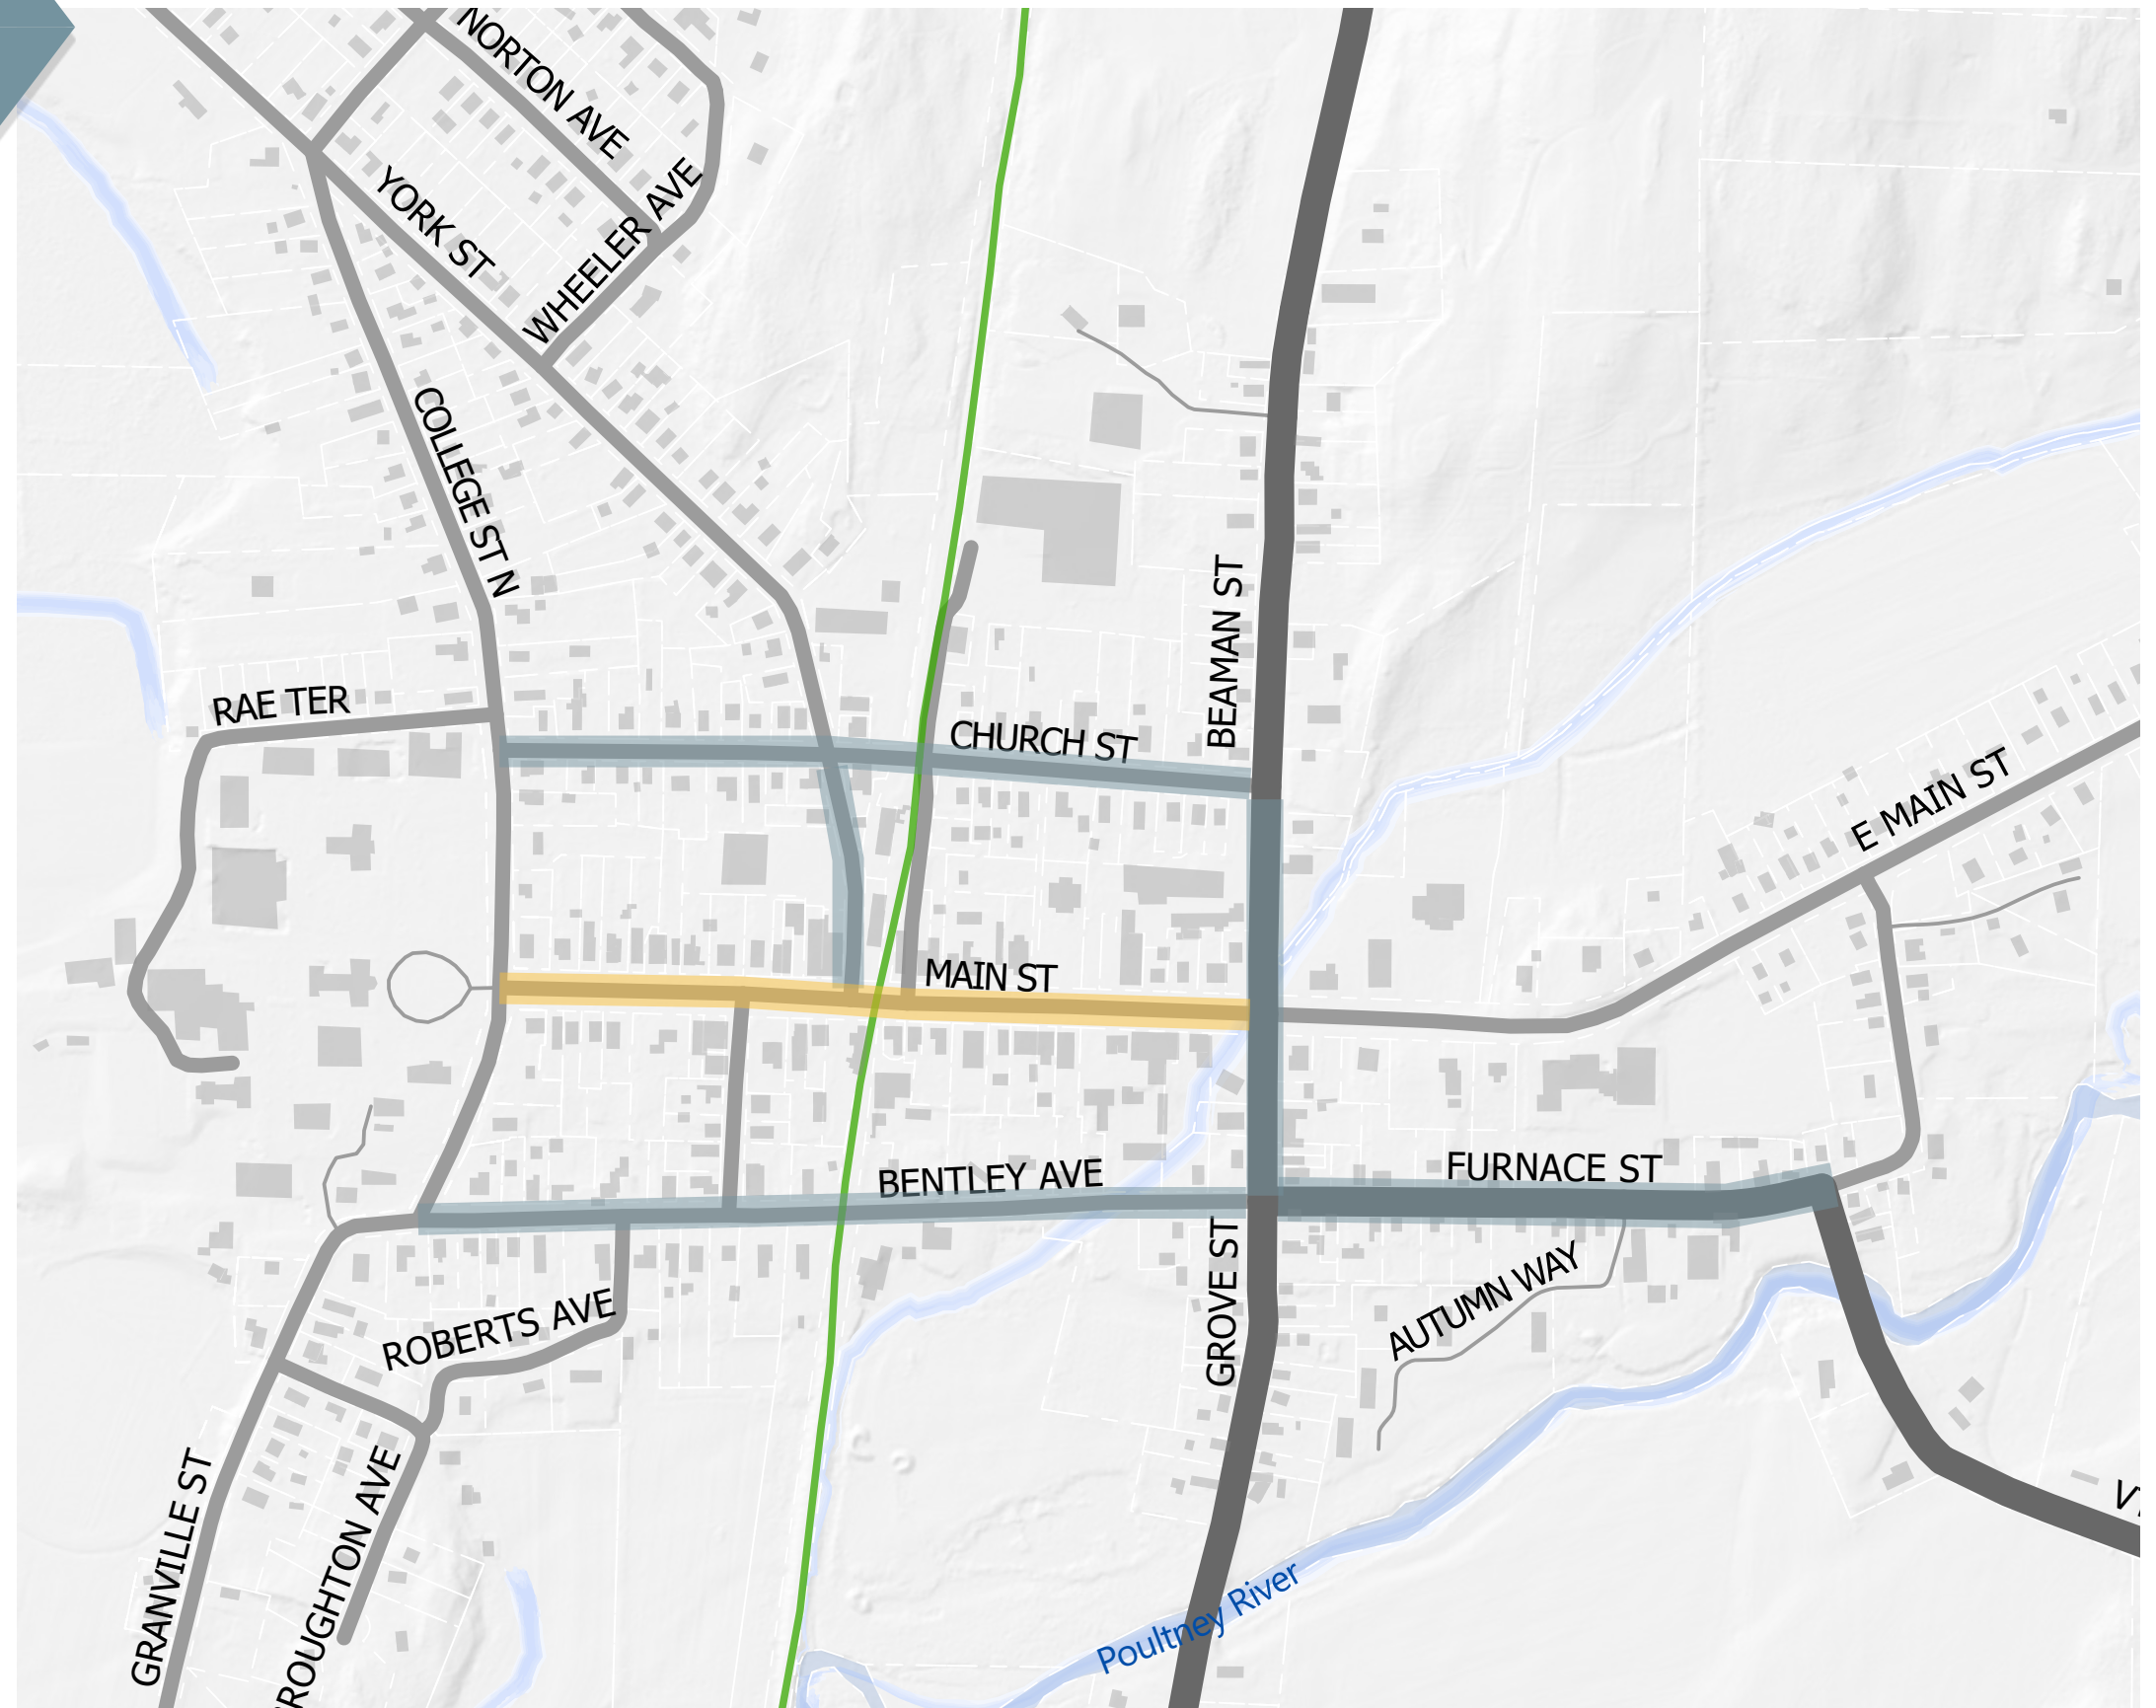 NORTON AVE
YORK ST
WHEELER AVE
COLLEGE ST N
BEAMAN ST
RAE TER
CHURCH ST
E MAIN ST
MAIN ST
BENTLEY AVE
FURNACE ST
GROVE ST
AUTUMN WAY
ROBERTS AVE
GRANVILLE ST
ROUGHTON AVE
VT
Poultney River